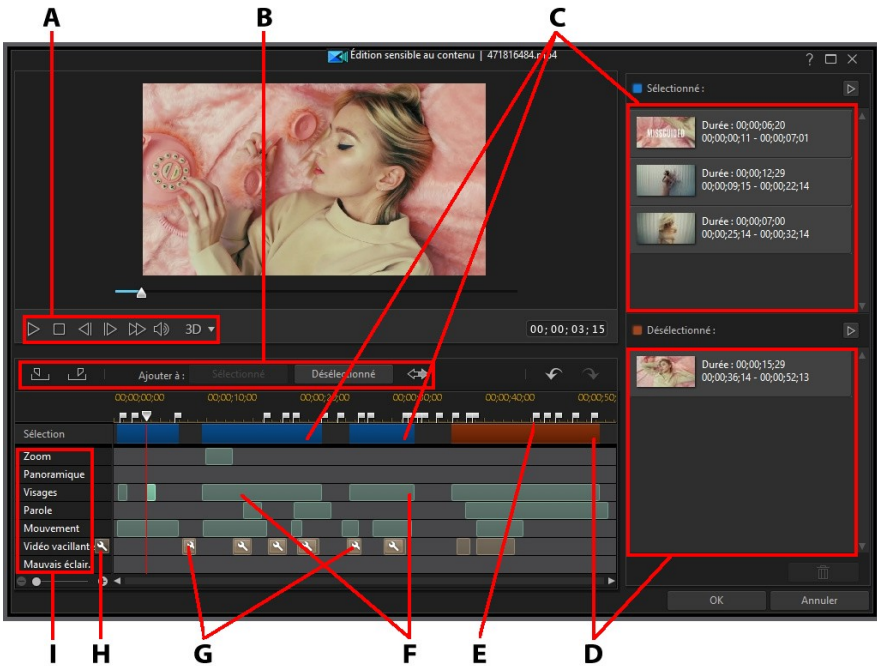 A B C
Édition sensible au contenu | 471816484.mp4
?
Sélectionné :
MISSGUIDED
Durée : 00;00;06;20
00;00;00;11 - 00;00;07;01
Durée : 00;00;12;29
00;00;09;15 - 00;00;22;14
Durée : 00;00;07;00
00;00;25;14 - 00;00;32;14
3D
00; 00; 03; 15
Désélectionné :
Durée : 00;00;15;29
00;00;36;14 - 00;00;52;13
Ajouter à : Sélectionné Désélectionné
00;00;00;00 00;00;10;00 00;00;20;00 00;00;30;00 00;00;40;00 00;00;50;
Sélection
Zoom
Panoramique
Visages
Parole
Mouvement
Vidéo vacillant
Mauvais éclair.
OK Annuler
I H G F E D